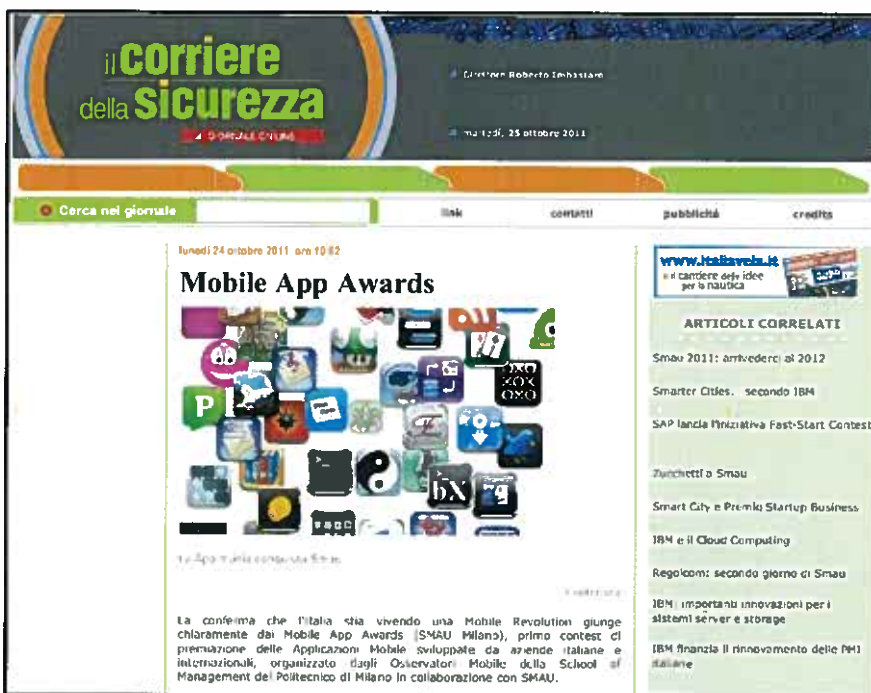 il corriere
della sicurezza
GIORNALE ONLINE
Direttore Roberto Imbastaro
martedì, 25 ottobre 2011
Cerca nel giornale
link
contatti
pubblicità
credits
lunedì 24 ottobre 2011 ore 10:02
Mobile App Awards
La conferma che l'Italia stia vivendo una Mobile Revolution giunge
chiaramente dai Mobile App Awards (SMAU Milano), primo contest di
premiazione delle Applicazioni Mobile sviluppate da aziende italiane e
internazionali, organizzato dagli Osservatori Mobile della School of
Management del Politecnico di Milano in collaborazione con SMAU.
www.italiavela.it
il cantiere delle idee
per la nautica
ARTICOLI CORRELATI
Smau 2011: arrivederci al 2012
Smarter Cities, secondo IBM
SAP lancia l'iniziativa Fast-Start Contest
Zucchetti a Smau
Smart City e Premio Startup Business
IBM e il Cloud Computing
Regolcom: secondo giorno di Smau
IBM: importanti innovazioni per i
sistemi server e storage
IBM finanzia il rinnovamento delle PMI
italiane